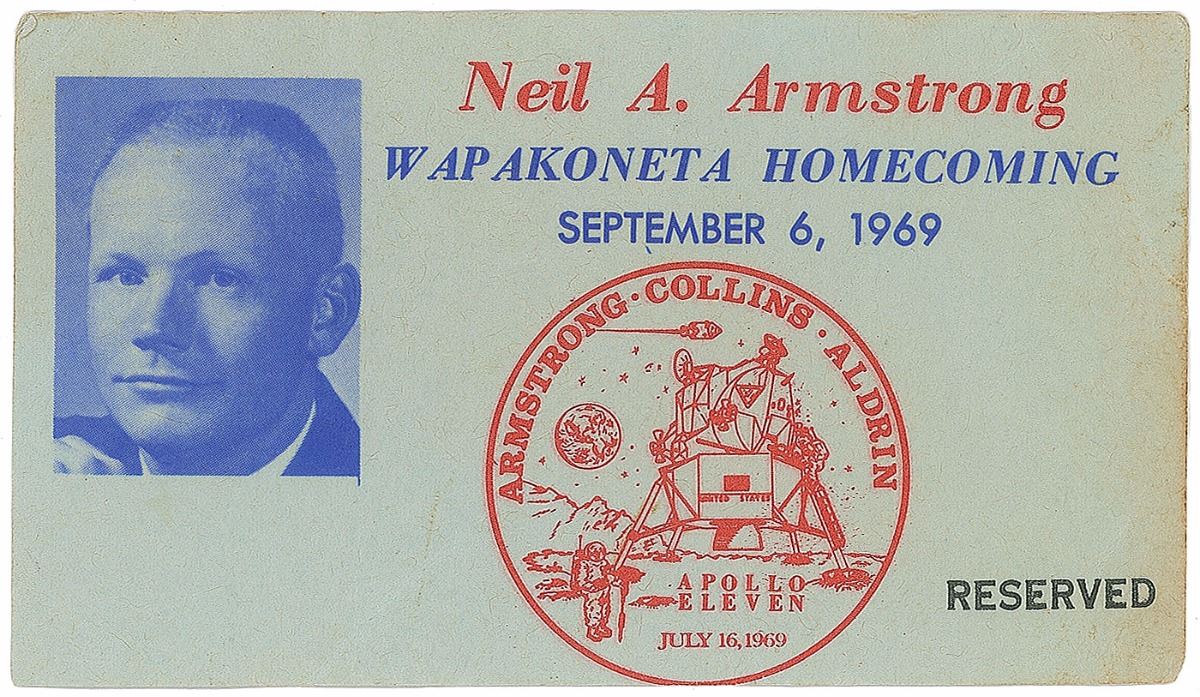 Neil A. Armstrong
WAPAKONETA HOMECOMING
SEPTEMBER 6, 1969
ARMSTRONG · COLLINS · ALDRIN
UNITED STATES
APOLLO
ELEVEN
JULY 16, 1969
RESERVED